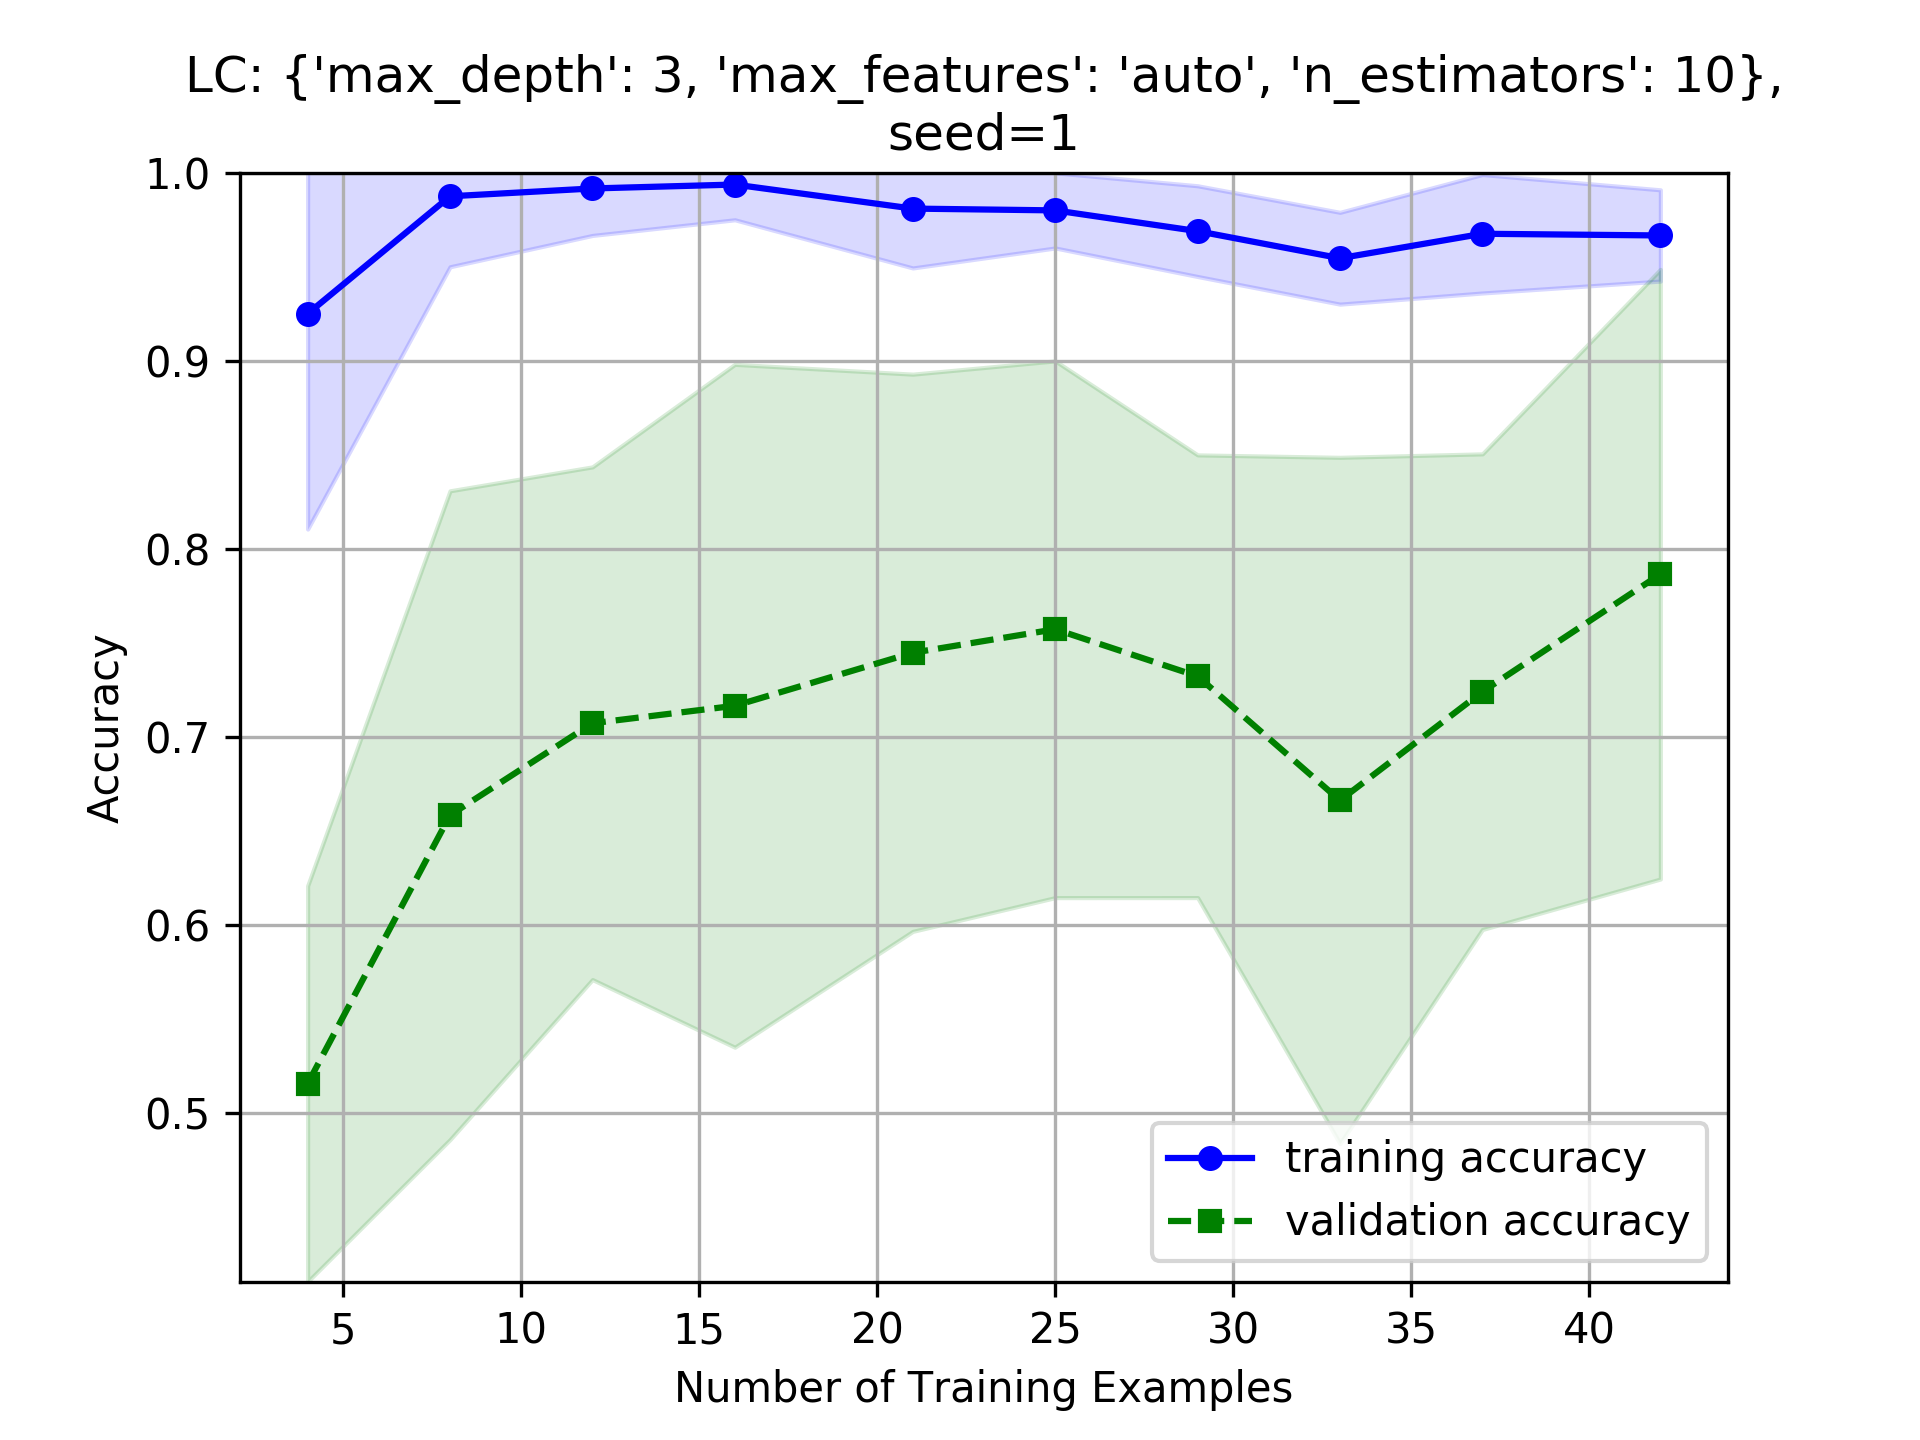 LC: {'max_depth': 3, 'max_features': 'auto', 'n_estimators': 10},
seed=1
1.0
0.9
0.8
0.7
0.6
0.5
Accuracy
training accuracy
validation accuracy
5 10 15 20 25 30 35 40
Number of Training Examples